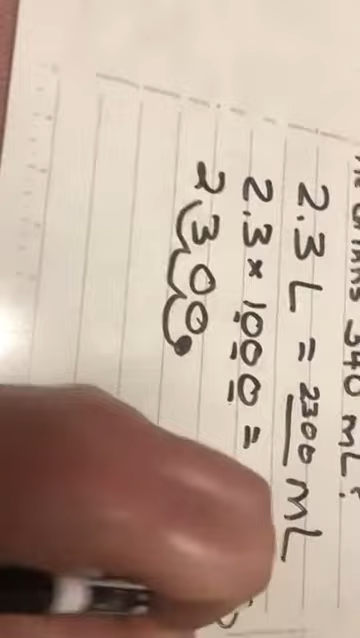 340 mL?
2.3 L = 2300 mL
2.3 × 1000 =
2300.